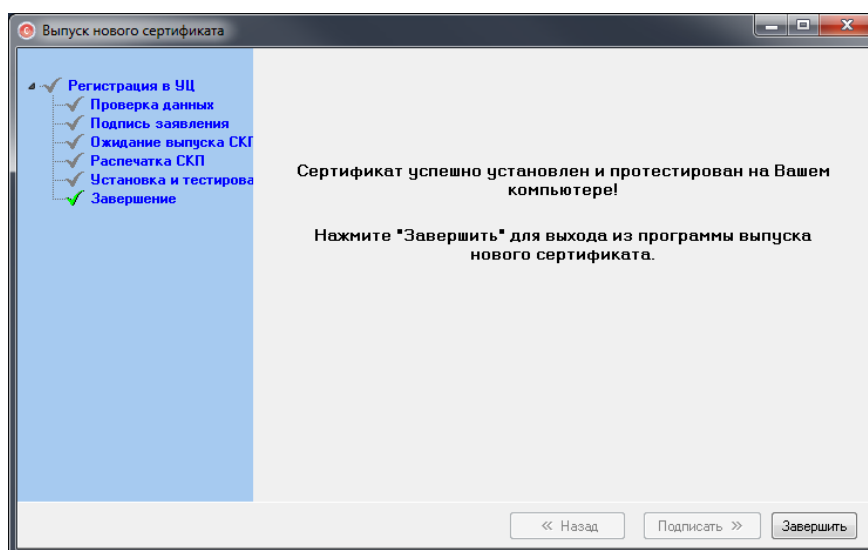 Выпуск нового сертификата
Регистрация в УЦ
Проверка данных
Подпись заявления
Ожидание выпуска СКП
Распечатка СКП
Установка и тестирова
Завершение
Сертификат успешно установлен и протестирован на Вашем
компьютере!
Нажмите "Завершить" для выхода из программы выпуска
нового сертификата.
« Назад
Подписать »
Завершить